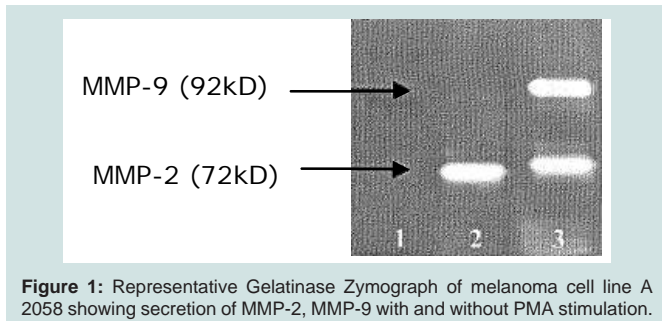 MMP-9 (92kD)
MMP-2 (72kD)
1 2 3
Figure 1: Representative Gelatinase Zymograph of melanoma cell line A
2058 showing secretion of MMP-2, MMP-9 with and without PMA stimulation.